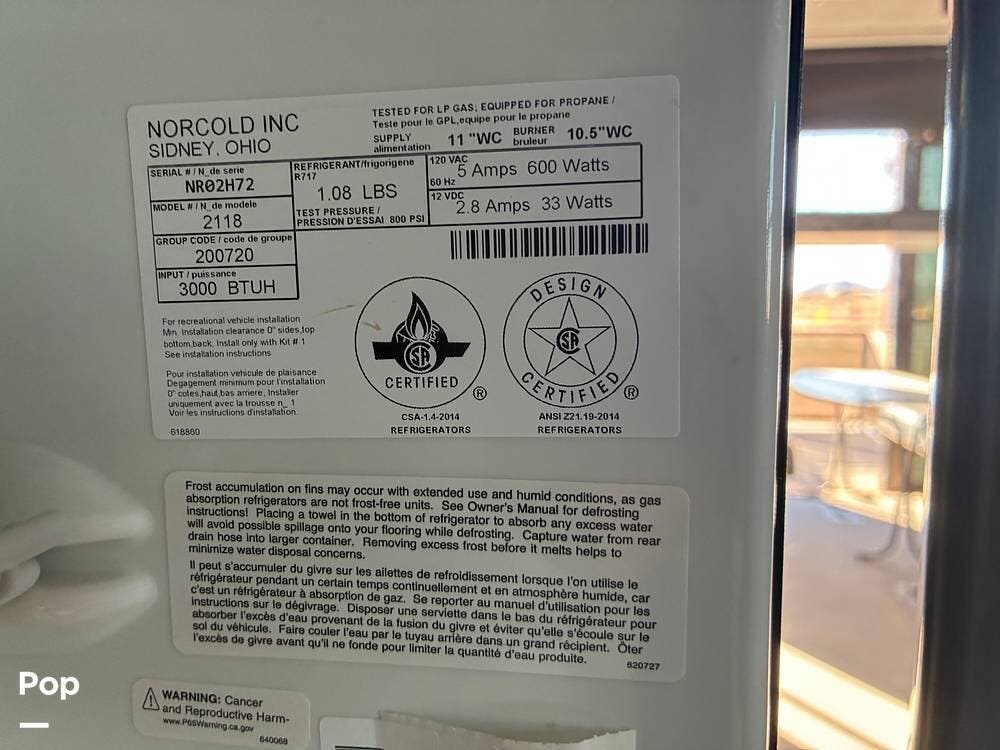 NORCOLD INC
SIDNEY, OHIO
TESTED FOR LP GAS; EQUIPPED FOR PROPANE /
Teste pour le GPL,equipe pour le propane
SUPPLY
alimentation
11 "WC
BURNER
bruleur
10.5"WC
SERIAL # / N_de serie
NR02H72
MODEL # / N_de modele
2118
GROUP CODE / code de groupe
200720
INPUT / puissance
3000 BTUH
REFRIGERANT/frigorigene
R717
1.08 LBS
TEST PRESSURE /
PRESSION D'ESSAI 800 PSI
120 VAC
60 Hz
5 Amps 600 Watts
12 VDC
2.8 Amps 33 Watts
For recreational vehicle installation
Min. Installation clearance 0" sides,top
bottom,back, Install only with Kit # 1
See installation instructions
Pour installation vehicule de plaisance
Degagement minimum pour l'installation
0" cotes,haut,bas arriere, Installer
uniquement avec la trousse n_ 1
Voir les instructions d'installation.
618860
CSA
CERTIFIED
®
CSA-1.4-2014
REFRIGERATORS
DESIGN
CSA
CERTIFIED
®
ANSI Z21.19-2014
REFRIGERATORS
Frost accumulation on fins may occur with extended use and humid conditions, as gas
absorption refrigerators are not frost-free units. See Owner's Manual for defrosting
instructions! Placing a towel in the bottom of refrigerator to absorb any excess water
will avoid possible spillage onto your flooring while defrosting. Capture water from rear
drain hose into larger container. Removing excess frost before it melts helps to
minimize water disposal concerns.
Il peut s'accumuler du givre sur les ailettes de refroidissement lorsque l'on utilise le
réfrigérateur pendant un certain temps continuellement et en atmosphère humide, car
c'est un réfrigérateur à absorption de gaz. Se reporter au manuel d'utilisation pour les
instructions sur le dégivrage. Disposer une serviette dans le bas du réfrigérateur pour
absorber l'excès d'eau provenant de la fusion du givre et éviter qu'elle s'écoule sur le
sol du véhicule. Faire couler l'eau par le tuyau arrière dans un grand récipient. Ôter
l'excès de givre avant qu'il ne fonde pour limiter la quantité d'eau produite.
620727
WARNING: Cancer
and Reproductive Harm-
www.P65Warning.ca.gov
640068
Pop